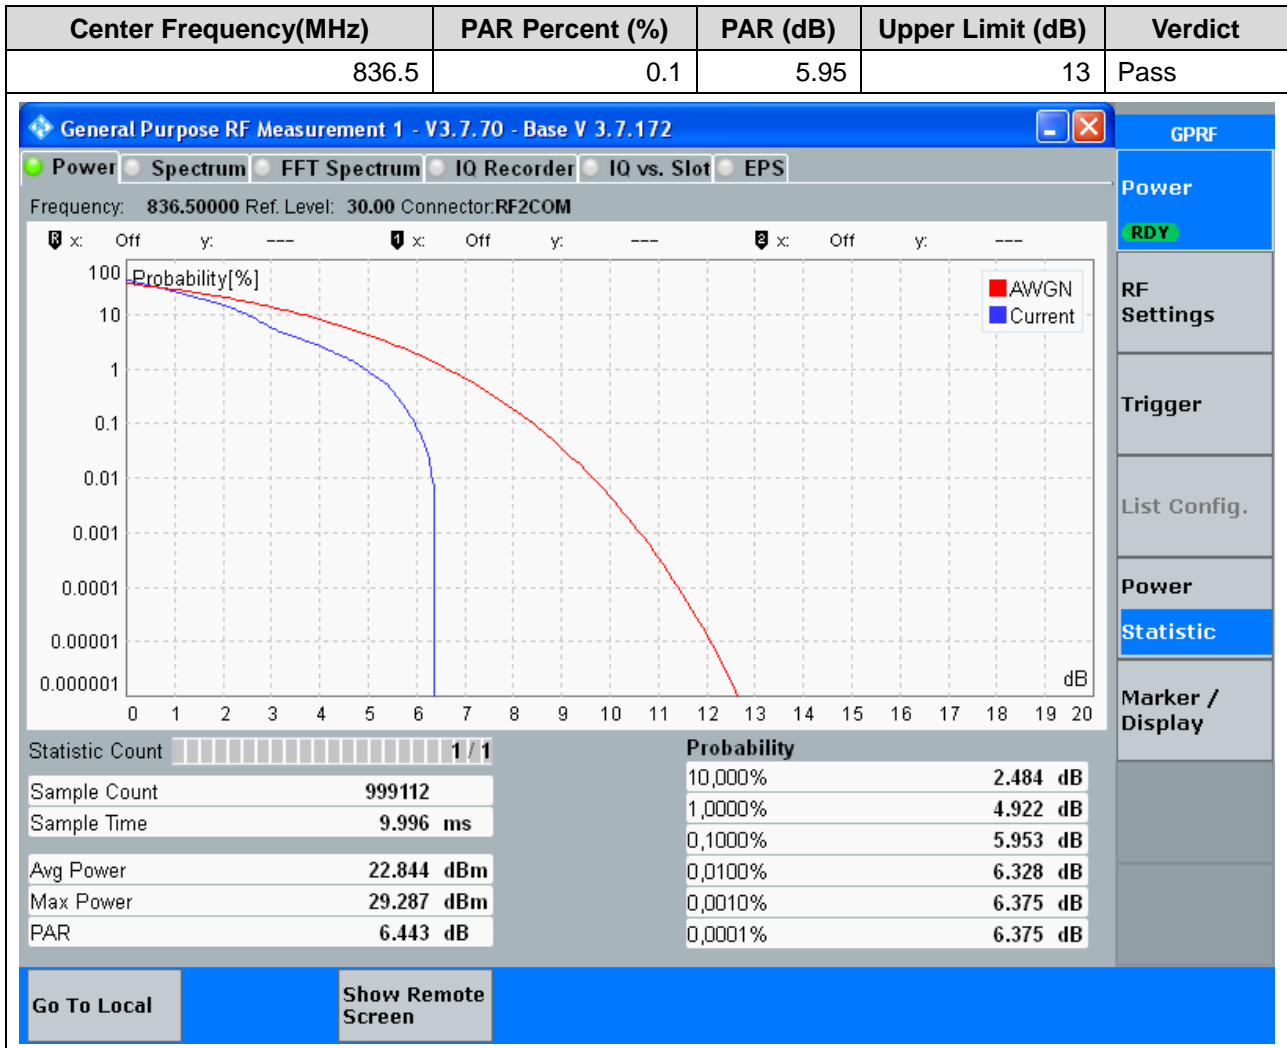 Center Frequency(MHz) PAR Percent (%) PAR (dB) Upper Limit (dB) Verdict
836.5 0.1 5.95 13 Pass
General Purpose RF Measurement 1 - V3.7.70 - Base V 3.7.172
GPRF
Power Spectrum FFT Spectrum IQ Recorder IQ vs. Slot EPS
Frequency: 836.50000 Ref. Level: 30.00 Connector:RF2COM
R x: Off y: --- 1 x: Off y: --- 2 x: Off y: ---
Probability[%]
AWGN
Current
100
10
1
0.1
0.01
0.001
0.0001
0.00001
0.000001
dB
0 1 2 3 4 5 6 7 8 9 10 11 12 13 14 15 16 17 18 19 20
Statistic Count 1 / 1
Sample Count 999112
Sample Time 9.996 ms
Avg Power 22.844 dBm
Max Power 29.287 dBm
PAR 6.443 dB
Probability
10,000% 2.484 dB
1,0000% 4.922 dB
0,1000% 5.953 dB
0,0100% 6.328 dB
0,0010% 6.375 dB
0,0001% 6.375 dB
Power
RDY
RF
Settings
Trigger
List Config.
Power
Statistic
Marker /
Display
Go To Local
Show Remote
Screen